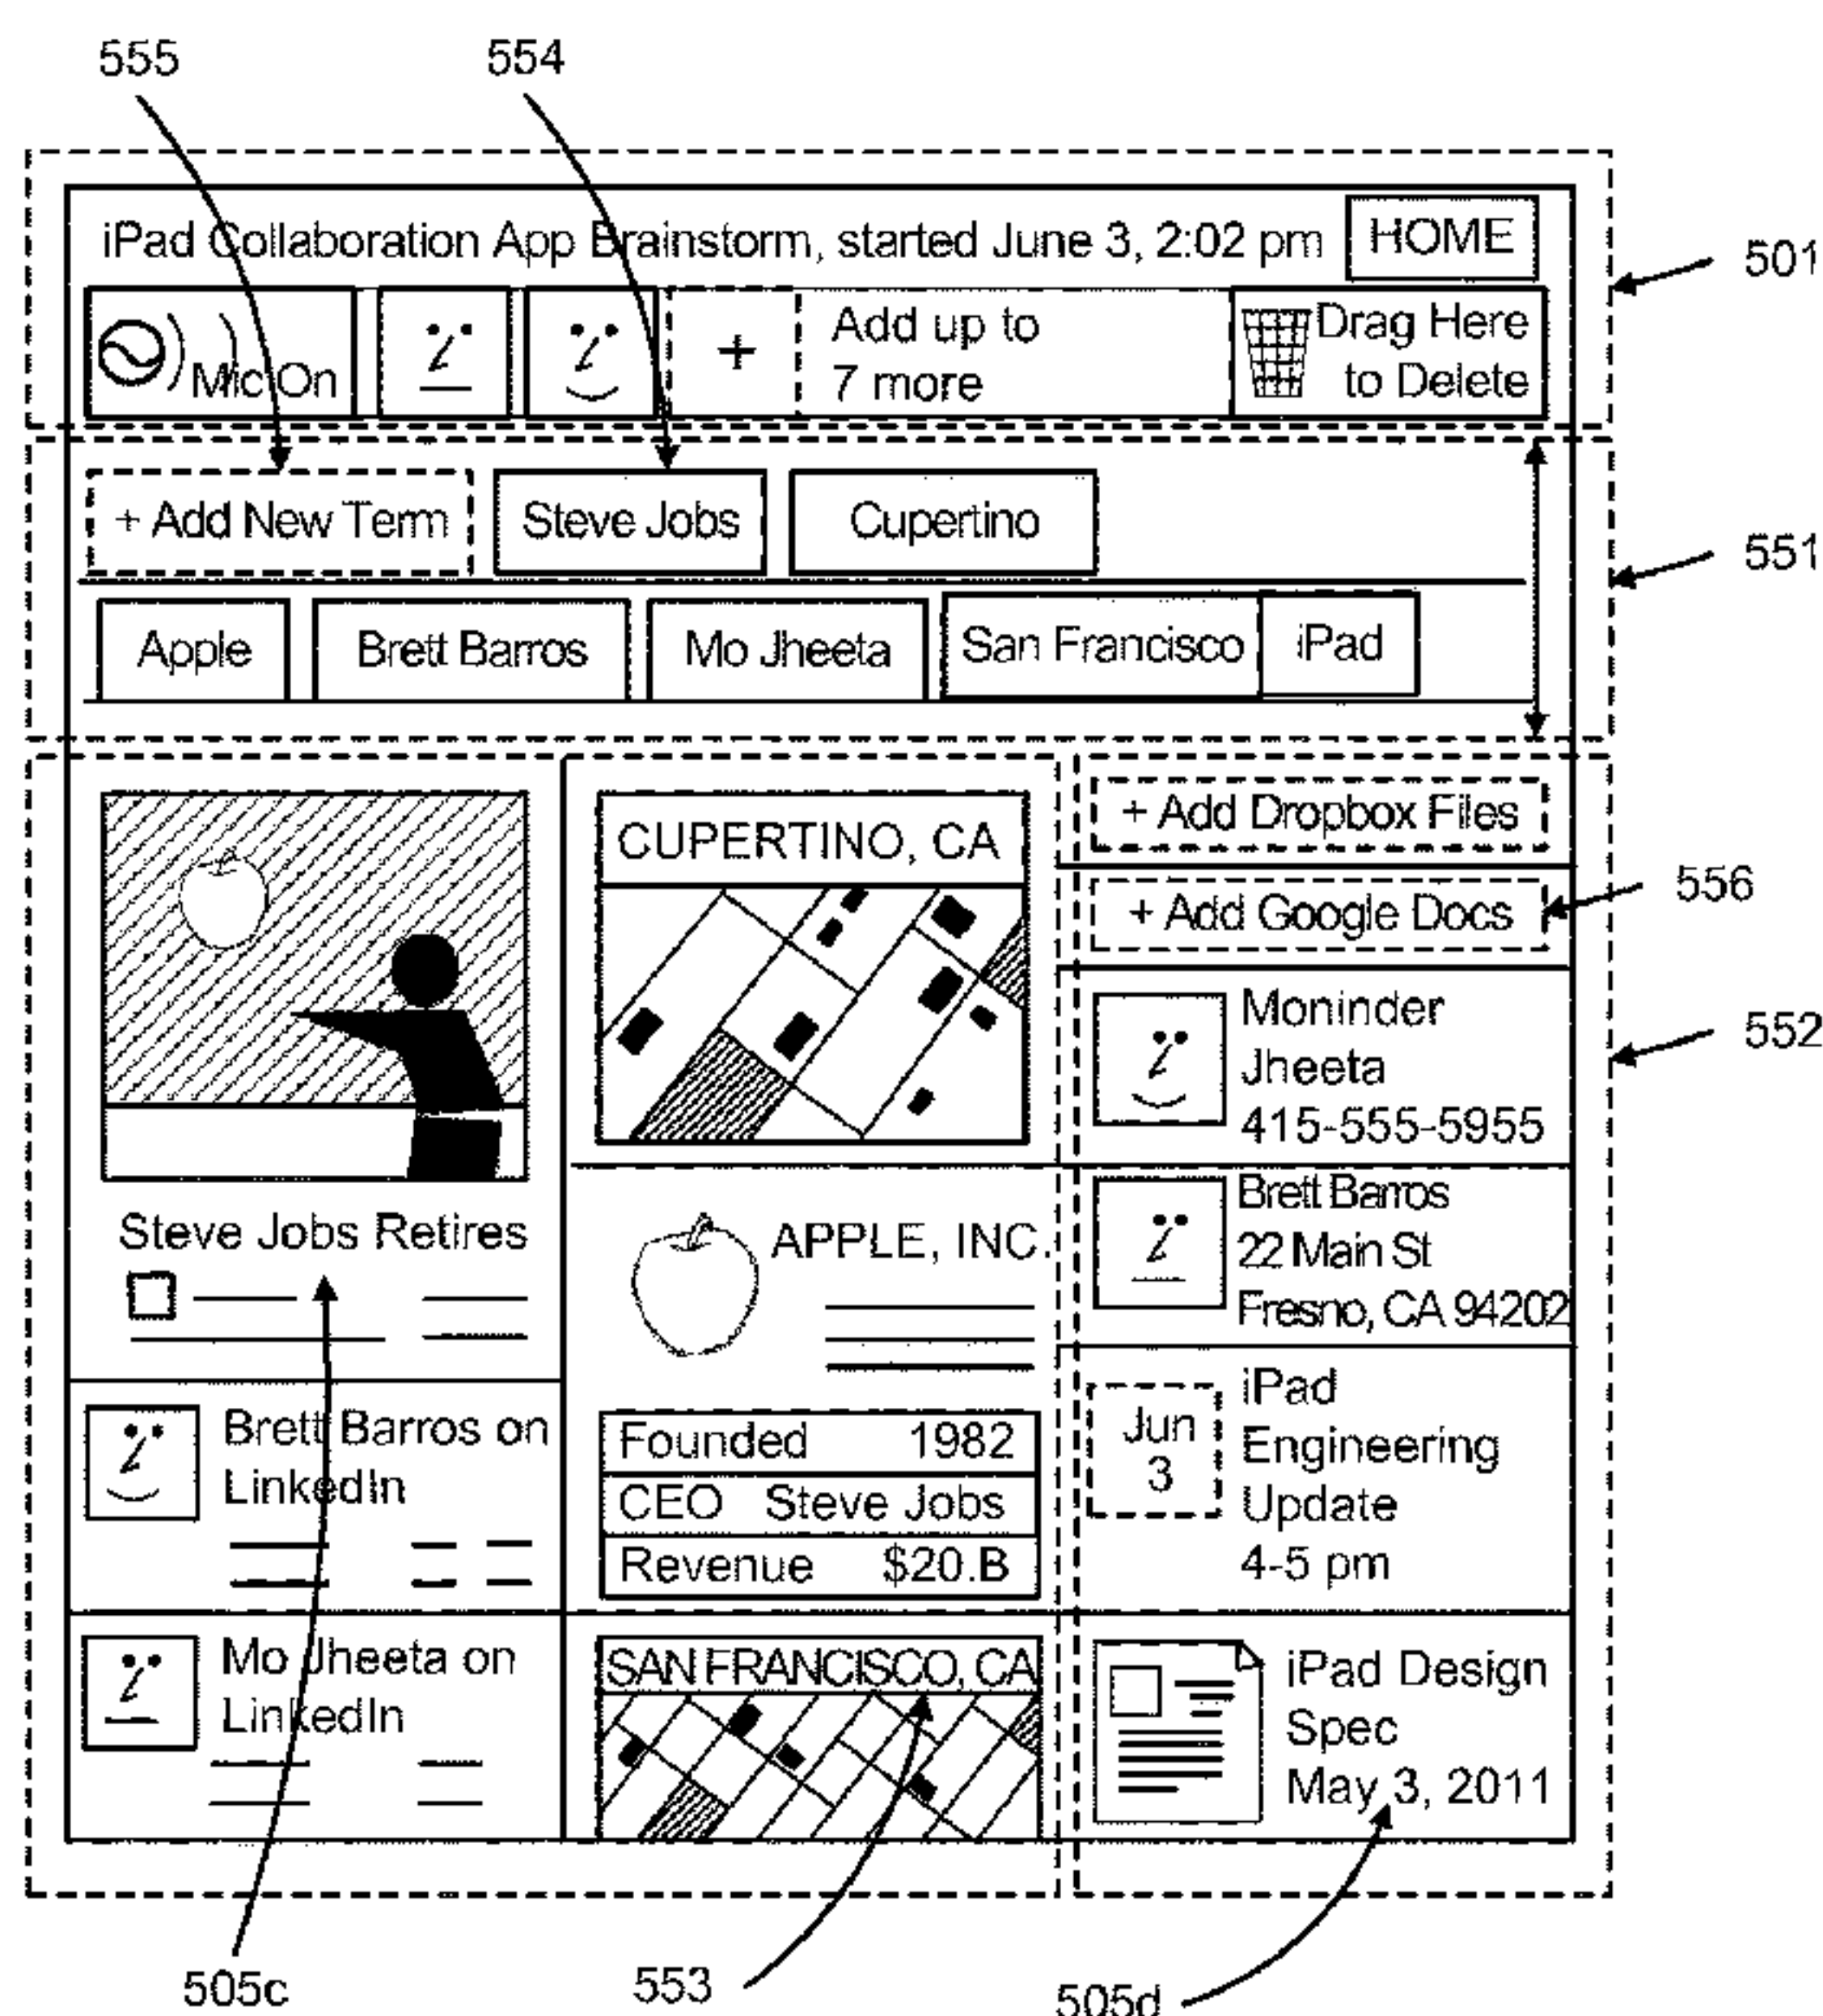 555
554
iPad Collaboration App Brainstorm, started June 3, 2:02 pm
HOME
501
Mic On
+
Add up to
7 more
Drag Here
to Delete
+ Add New Term
Steve Jobs
Cupertino
551
Apple
Brett Barros
Mo Jheeta
San Francisco
iPad
Steve Jobs Retires
Brett Barros on
LinkedIn
Mo Jheeta on
LinkedIn
CUPERTINO, CA
APPLE, INC.
Founded 1982
CEO Steve Jobs
Revenue $20.B
SAN FRANCISCO, CA
+ Add Dropbox Files
+ Add Google Docs
556
Moninder
Jheeta
415-555-5955
552
Brett Barros
22 Main St
Fresno, CA 94202
Jun
3
iPad
Engineering
Update
4-5 pm
iPad Design
Spec
May 3, 2011
505c
553
505d